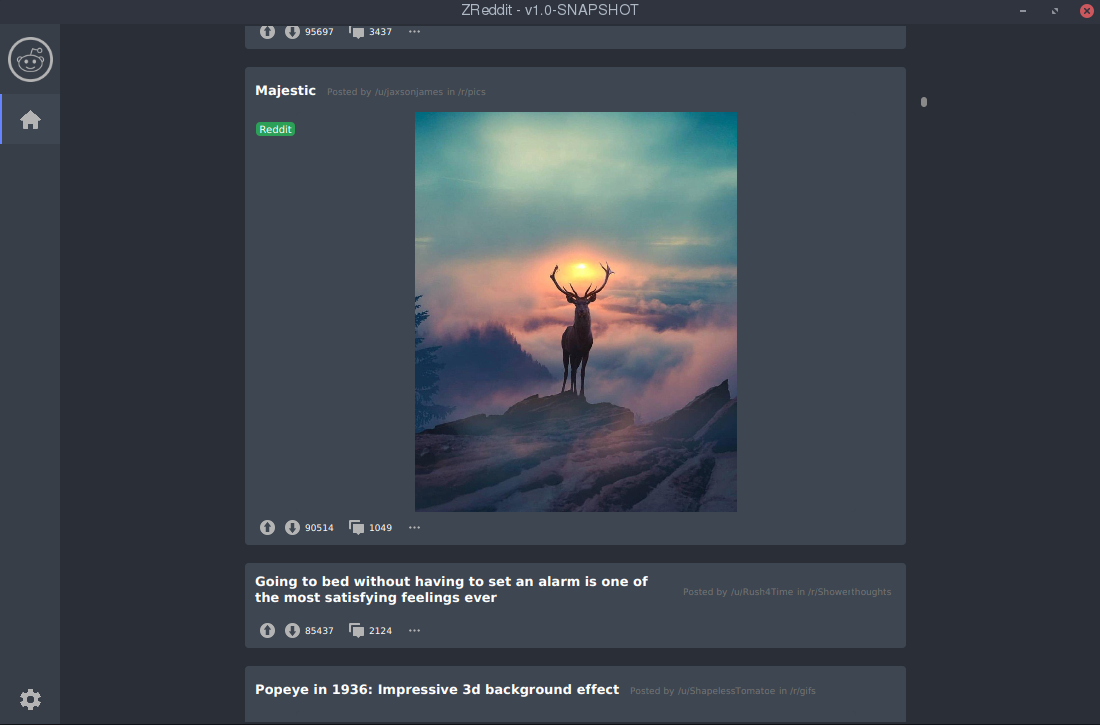 ZReddit - v1.0-SNAPSHOT
95697 3437 ...
Majestic Posted by /u/jaxsonjames in /r/pics
Reddit
90514 1049 ...
Going to bed without having to set an alarm is one of
the most satisfying feelings ever
Posted by /u/Rush4Time in /r/Showerthoughts
85437 2124 ...
Popeye in 1936: Impressive 3d background effect Posted by /u/ShapelessTomatoe in /r/gifs